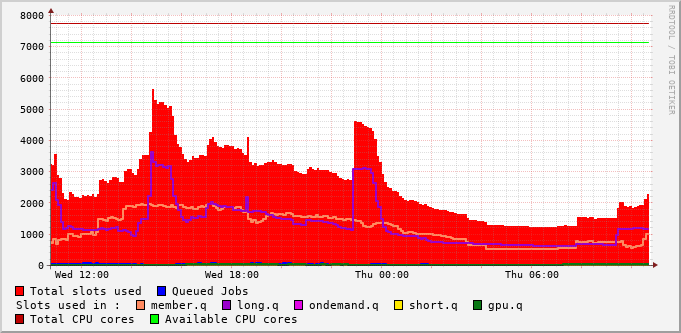 8000
7000
6000
5000
4000
3000
2000
1000
0
Wed 12:00 Wed 18:00 Thu 00:00 Thu 06:00
RRDTOOL / TOBI OETIKER
Total slots used Queued Jobs
Slots used in : member.q long.q ondemand.q short.q gpu.q
Total CPU cores Available CPU cores